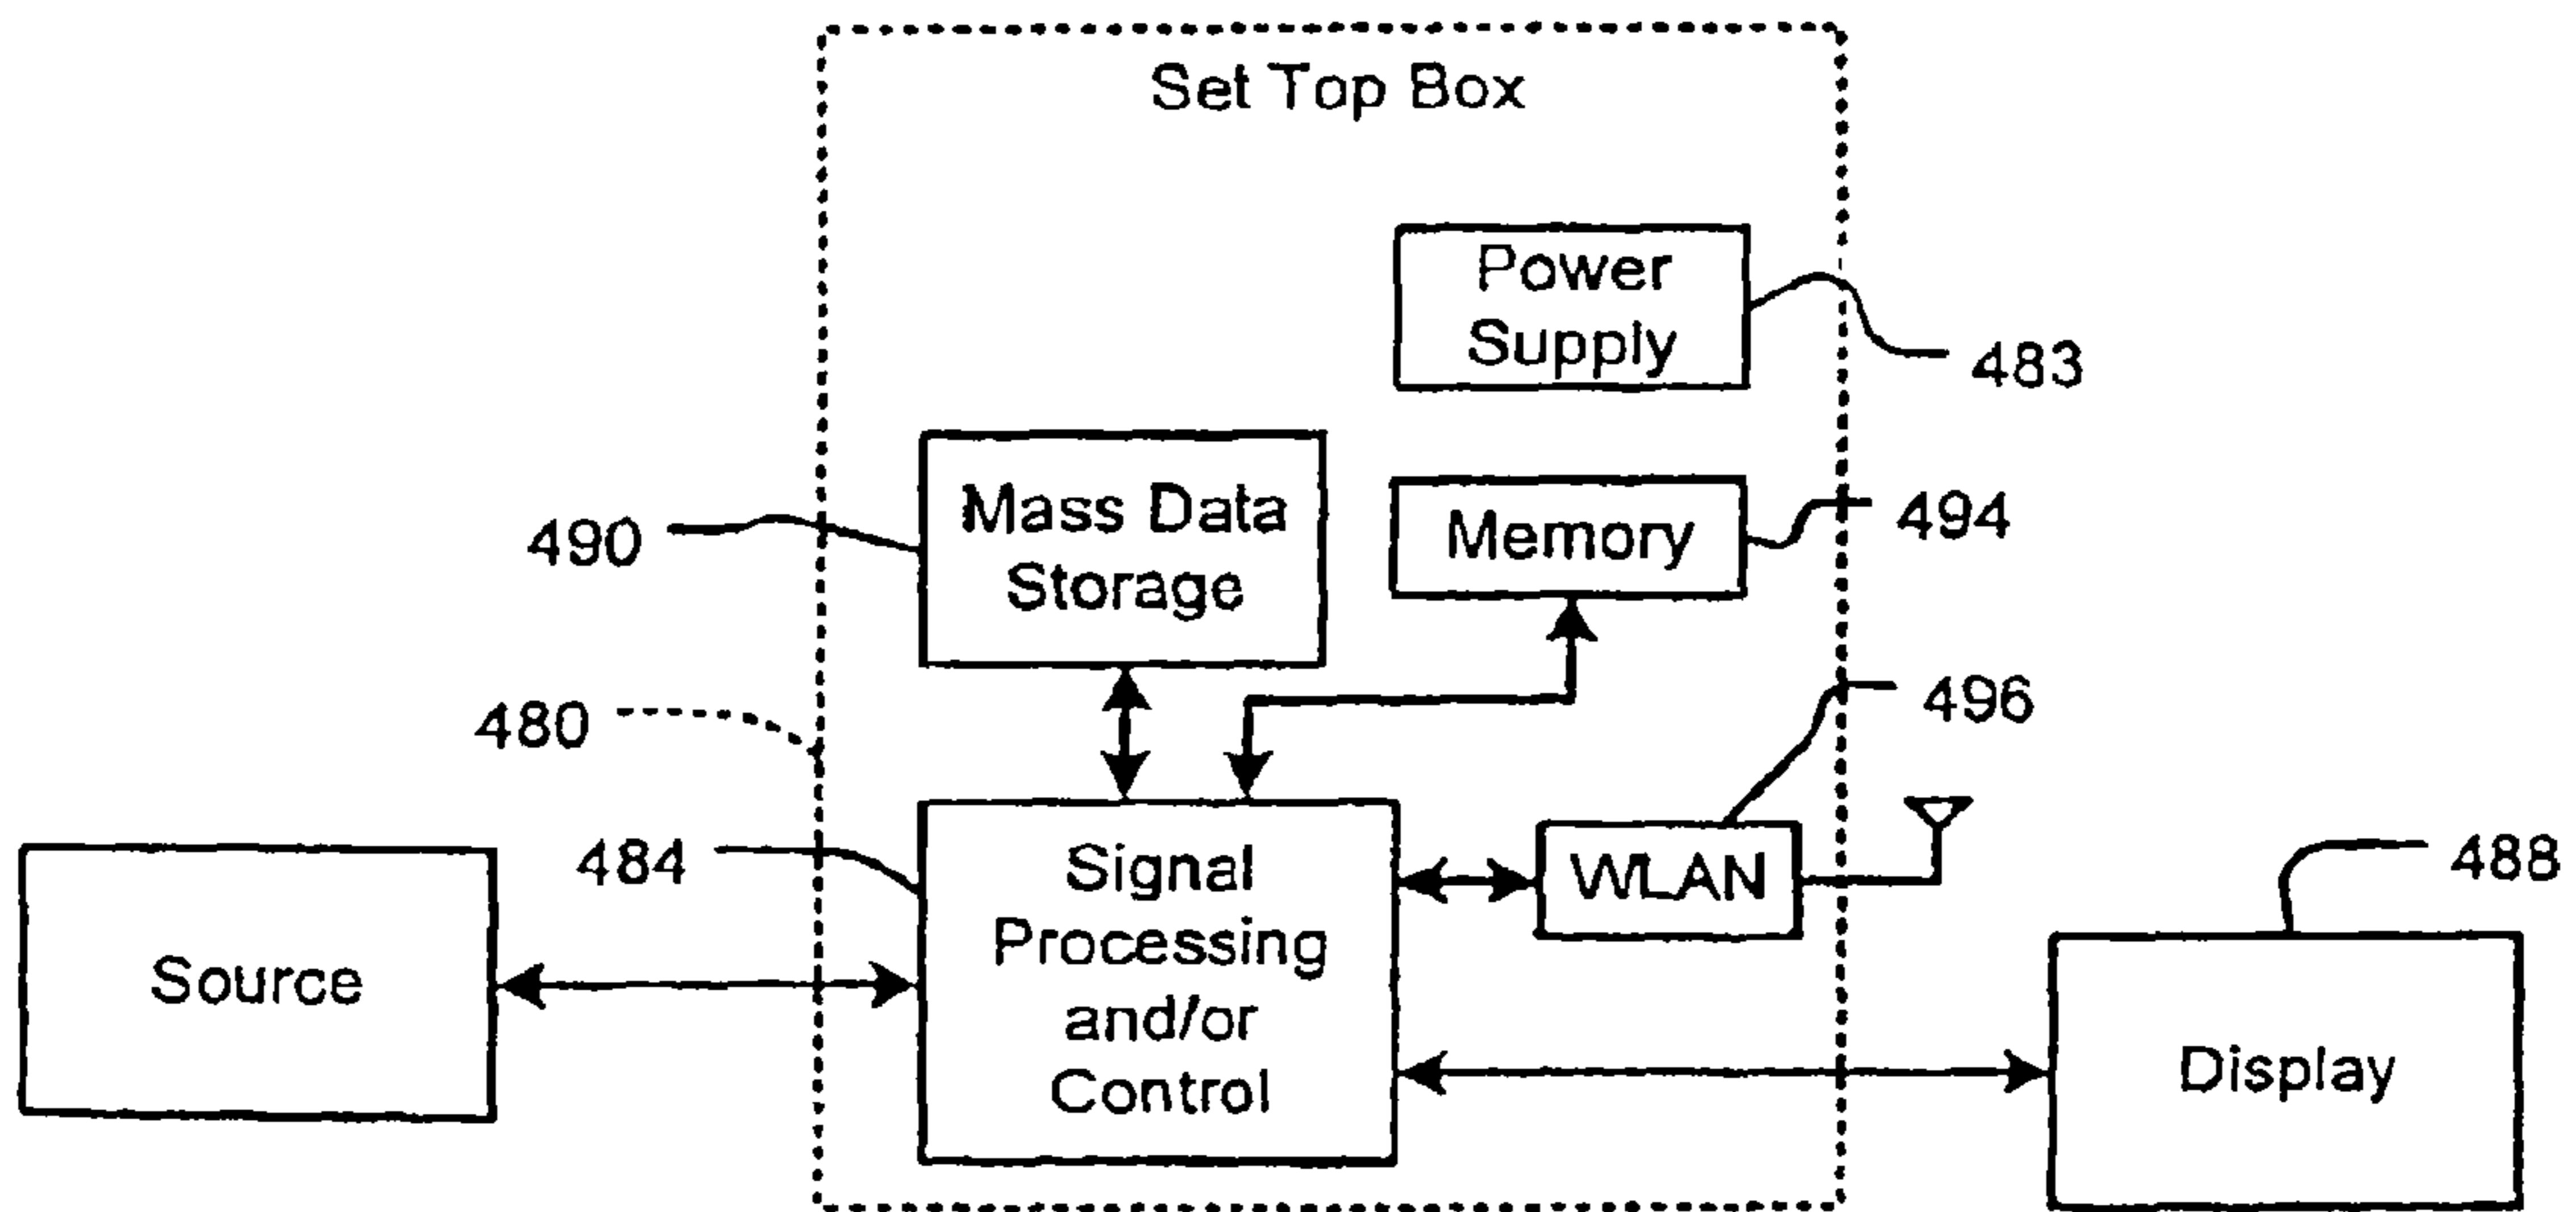 Set Top Box
Power
Supply
483
Mass Data
Storage
490
Memory
494
480
496
484
Signal
Processing
and/or
Control
WLAN
488
Source
Display